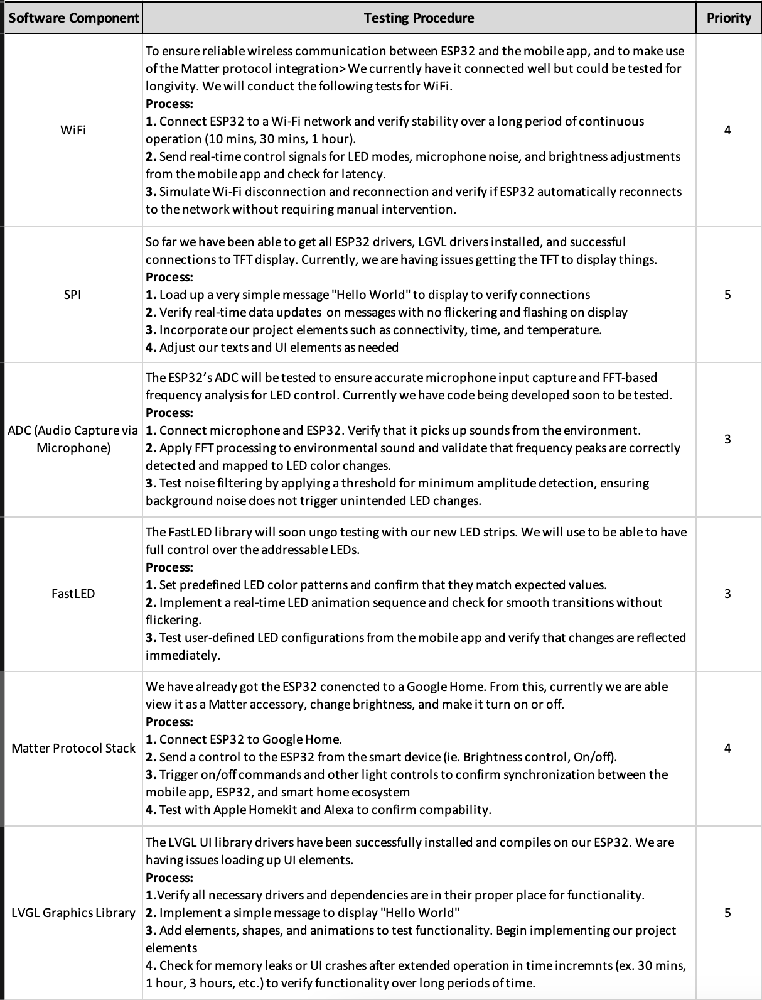 Software Component Testing Procedure Priority
WiFi
To ensure reliable wireless communication between ESP32 and the mobile app, and to make use
of the Matter protocol integration> We currently have it connected well but could be tested for
longivity. We will conduct the following tests for WiFi.
Process:
1. Connect ESP32 to a Wi-Fi network and verify stability over a long period of continuous
operation (10 mins, 30 mins, 1 hour).
2. Send real-time control signals for LED modes, microphone noise, and brightness adjustments
from the mobile app and check for latency.
3. Simulate Wi-Fi disconnection and reconnection and verify if ESP32 automatically reconnects
to the network without requiring manual intervention.
4
SPI
So far we have been able to get all ESP32 drivers, LGVL drivers installed, and successful
connections to TFT display. Currently, we are having issues getting the TFT to display things.
Process:
1. Load up a very simple message "Hello World" to display to verify connections
2. Verify real-time data updates  on messages with no flickering and flashing on display
3. Incorporate our project elements such as connectivity, time, and temperature.
4. Adjust our texts and UI elements as needed
5
ADC (Audio Capture via
Microphone)
The ESP32’s ADC will be tested to ensure accurate microphone input capture and FFT-based
frequency analysis for LED control. Currently we have code being developed soon to be tested.
Process:
1. Connect microphone and ESP32. Verify that it picks up sounds from the environment.
2. Apply FFT processing to environmental sound and validate that frequency peaks are correctly
detected and mapped to LED color changes.
3. Test noise filtering by applying a threshold for minimum amplitude detection, ensuring
background noise does not trigger unintended LED changes.
3
FastLED
The FastLED library will soon ungo testing with our new LED strips. We will use to be able to have
full control over the addressable LEDs.
Process:
1. Set predefined LED color patterns and confirm that they match expected values.
2. Implement a real-time LED animation sequence and check for smooth transitions without
flickering.
3. Test user-defined LED configurations from the mobile app and verify that changes are reflected
immediately.
3
Matter Protocol Stack
We have already got the ESP32 conencted to a Google Home. From this, currently we are able
view it as a Matter accessory, change brightness, and make it turn on or off.
Process:
1. Connect ESP32 to Google Home.
2. Send a control to the ESP32 from the smart device (ie. Brightness control, On/off).
3. Trigger on/off commands and other light controls to confirm synchronization between the
mobile app, ESP32, and smart home ecosystem
4. Test with Apple Homekit and Alexa to confirm compability.
4
LVGL Graphics Library
The LVGL UI library drivers have been successfully installed and compiles on our ESP32. We are
having issues loading up UI elements.
Process:
1.Verify all necessary drivers and dependencies are in their proper place for functionality.
2. Implement a simple message to display "Hello World"
3. Add elements, shapes, and animations to test functionality. Begin implementing our project
elements
4. Check for memory leaks or UI crashes after extended operation in time incremnts (ex. 30 mins,
1 hour, 3 hours, etc.) to verify functionality over long periods of time.
5